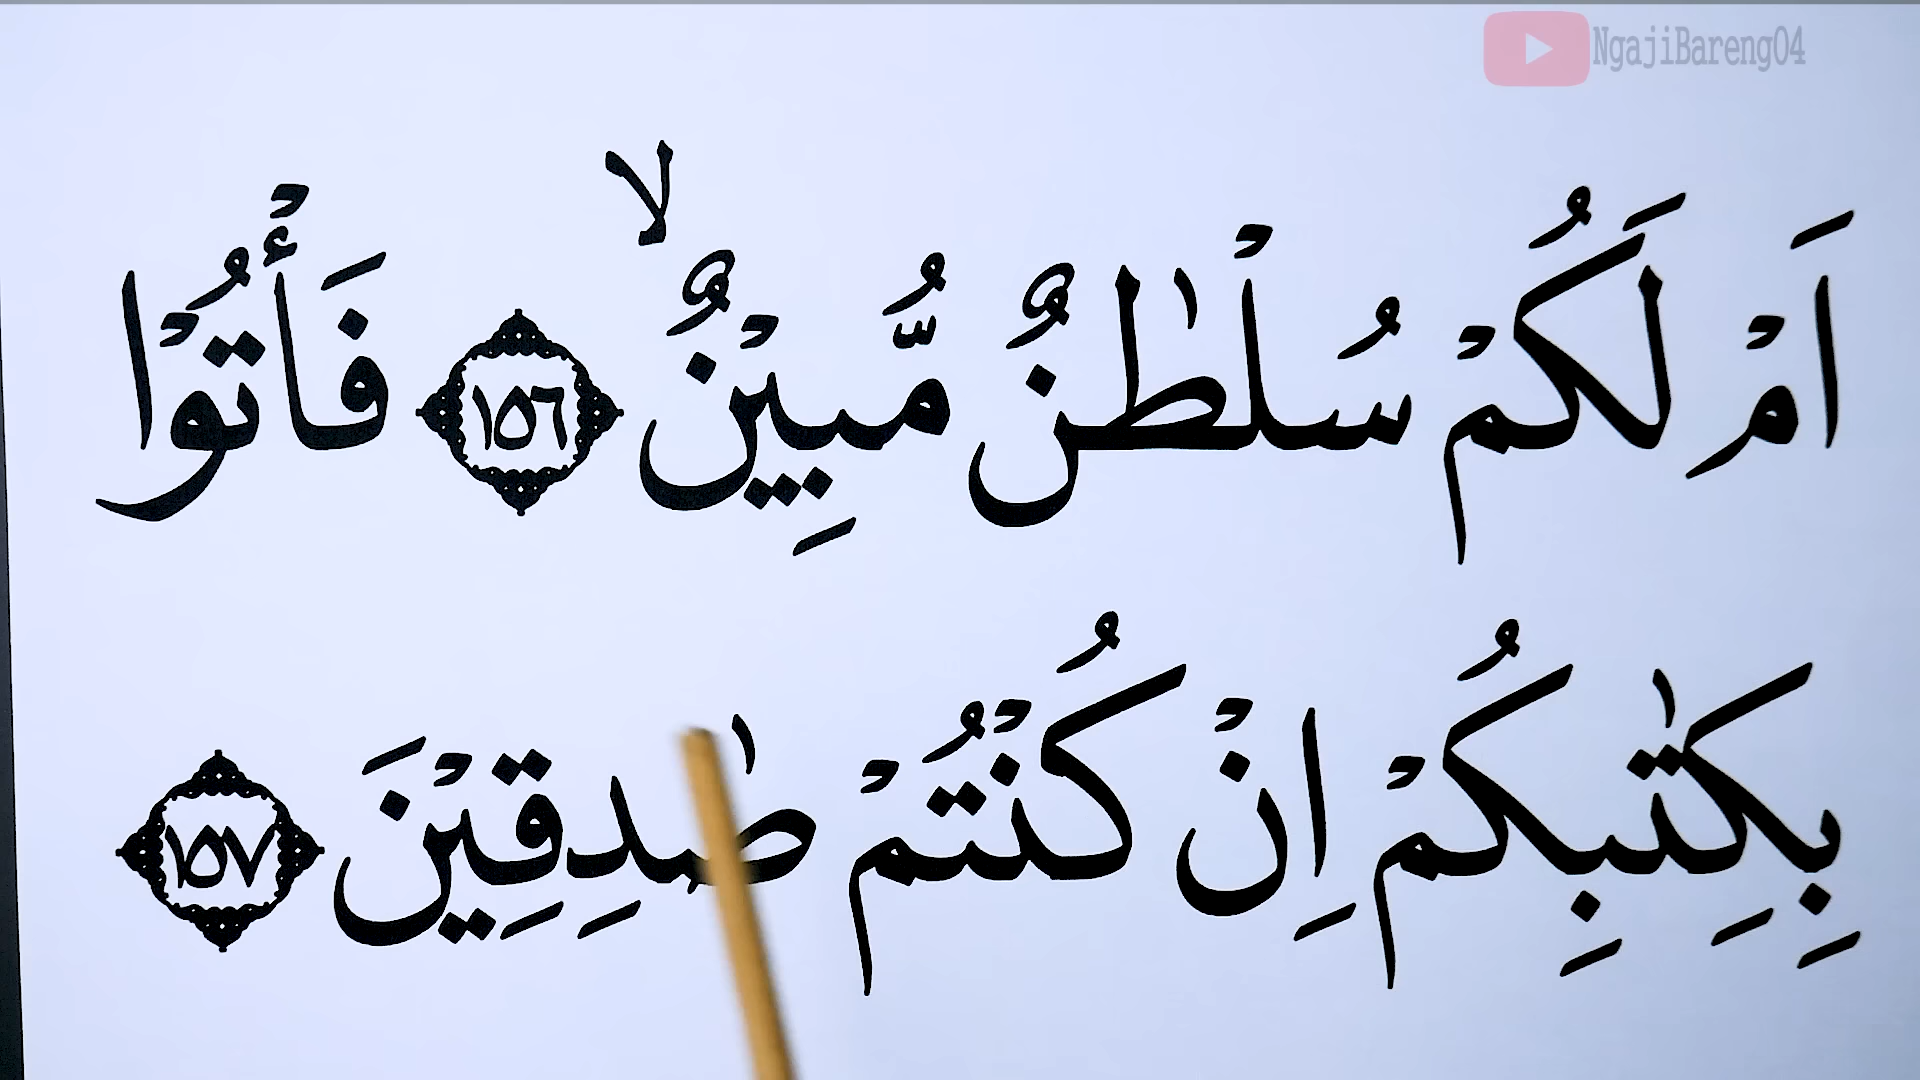 NgajiBareng04
اَمْ لَكُمْ سُلْطٰنٌ مُّبِيْنٌۙ ١٥٦ فَأْتُوْا
بِكِتٰبِكُمْ اِنْ كُنْتُمْ صٰدِقِيْنَ ١٥٧